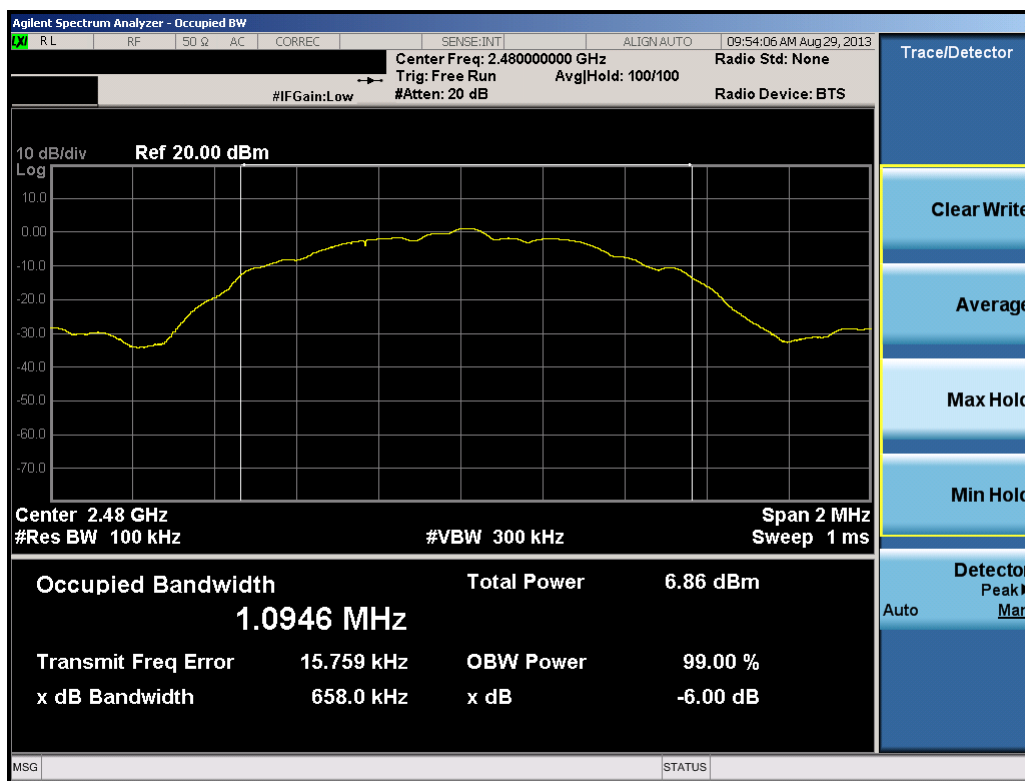 Agilent Spectrum Analyzer - Occupied BW
LXI RL RF 50 Ω AC CORREC SENSE:INT ALIGN AUTO 09:54:06 AM Aug 29, 2013
Center Freq: 2.480000000 GHz Radio Std: None
Trig: Free Run Avg|Hold: 100/100
#IFGain:Low #Atten: 20 dB Radio Device: BTS
10 dB/div Ref 20.00 dBm
Log
10.0
0.00
-10.0
-20.0
-30.0
-40.0
-50.0
-60.0
-70.0
Center 2.48 GHz Span 2 MHz
#Res BW 100 kHz #VBW 300 kHz Sweep 1 ms
Occupied Bandwidth Total Power 6.86 dBm
1.0946 MHz
Transmit Freq Error 15.759 kHz OBW Power 99.00 %
x dB Bandwidth 658.0 kHz x dB -6.00 dB
MSG STATUS
Trace/Detector
Clear Write
Average
Max Hold
Min Hold
Detector
Peak
Auto Man